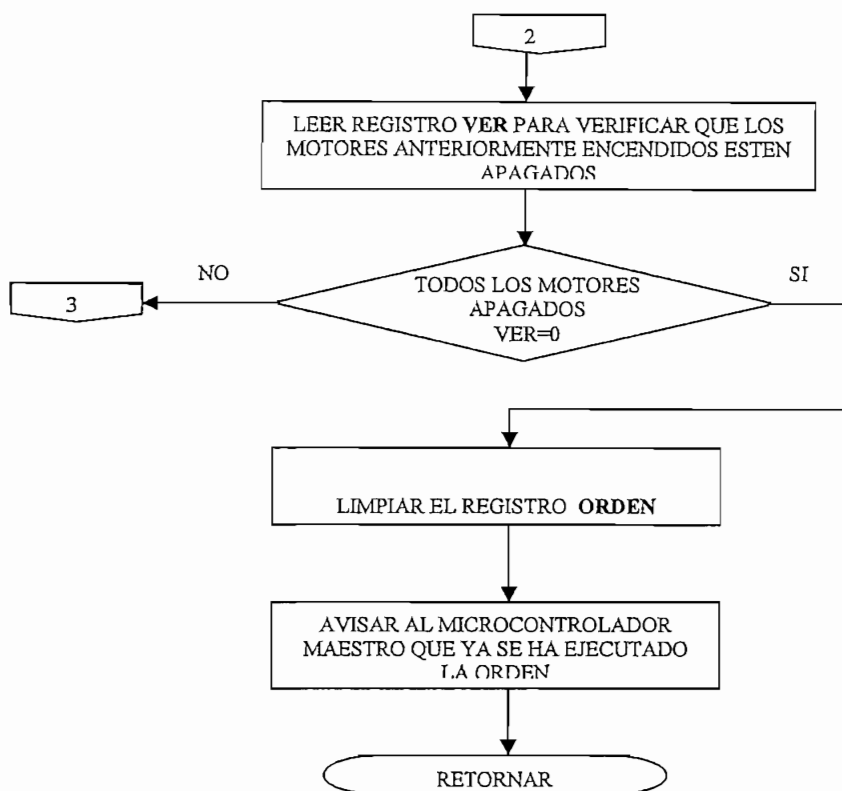 2
LEER REGISTRO VER PARA VERIFICAR QUE LOS
MOTORES ANTERIORMENTE ENCENDIDOS ESTEN
APAGADOS
NO
SI
TODOS LOS MOTORES
APAGADOS
VER=0
3
LIMPIAR EL REGISTRO ORDEN
AVISAR AL MICROCONTROLADOR
MAESTRO QUE YA SE HA EJECUTADO
LA ORDEN
RETORNAR